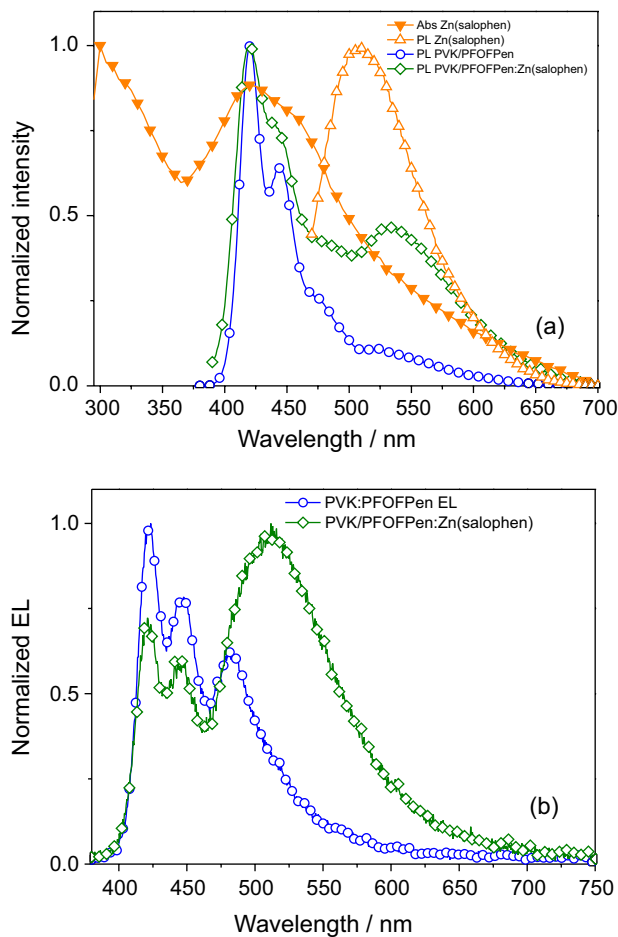 Abs Zn(salophen)
PL Zn(salophen)
PL PVK/PFOFPen
PL PVK/PFOFPen:Zn(salophen)
1.0
0.5
0.0
Normalized intensity
(a)
300 350 400 450 500 550 600 650 700
Wavelength / nm
PVK:PFOFPen EL
PVK/PFOFPen:Zn(salophen)
1.0
0.5
0.0
Normalized EL
(b)
400 450 500 550 600 650 700 750
Wavelength / nm